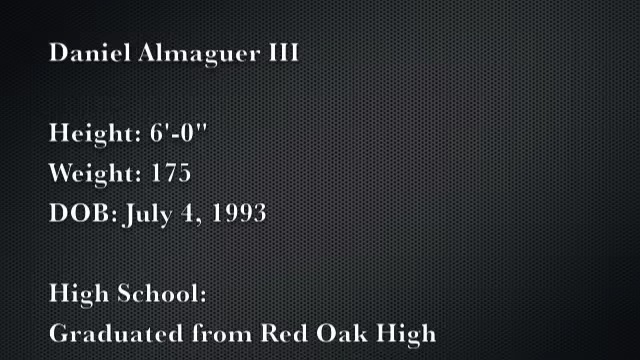 Daniel Almaguer III
Height: 6'-0"
Weight: 175
DOB: July 4, 1993
High School:
Graduated from Red Oak High